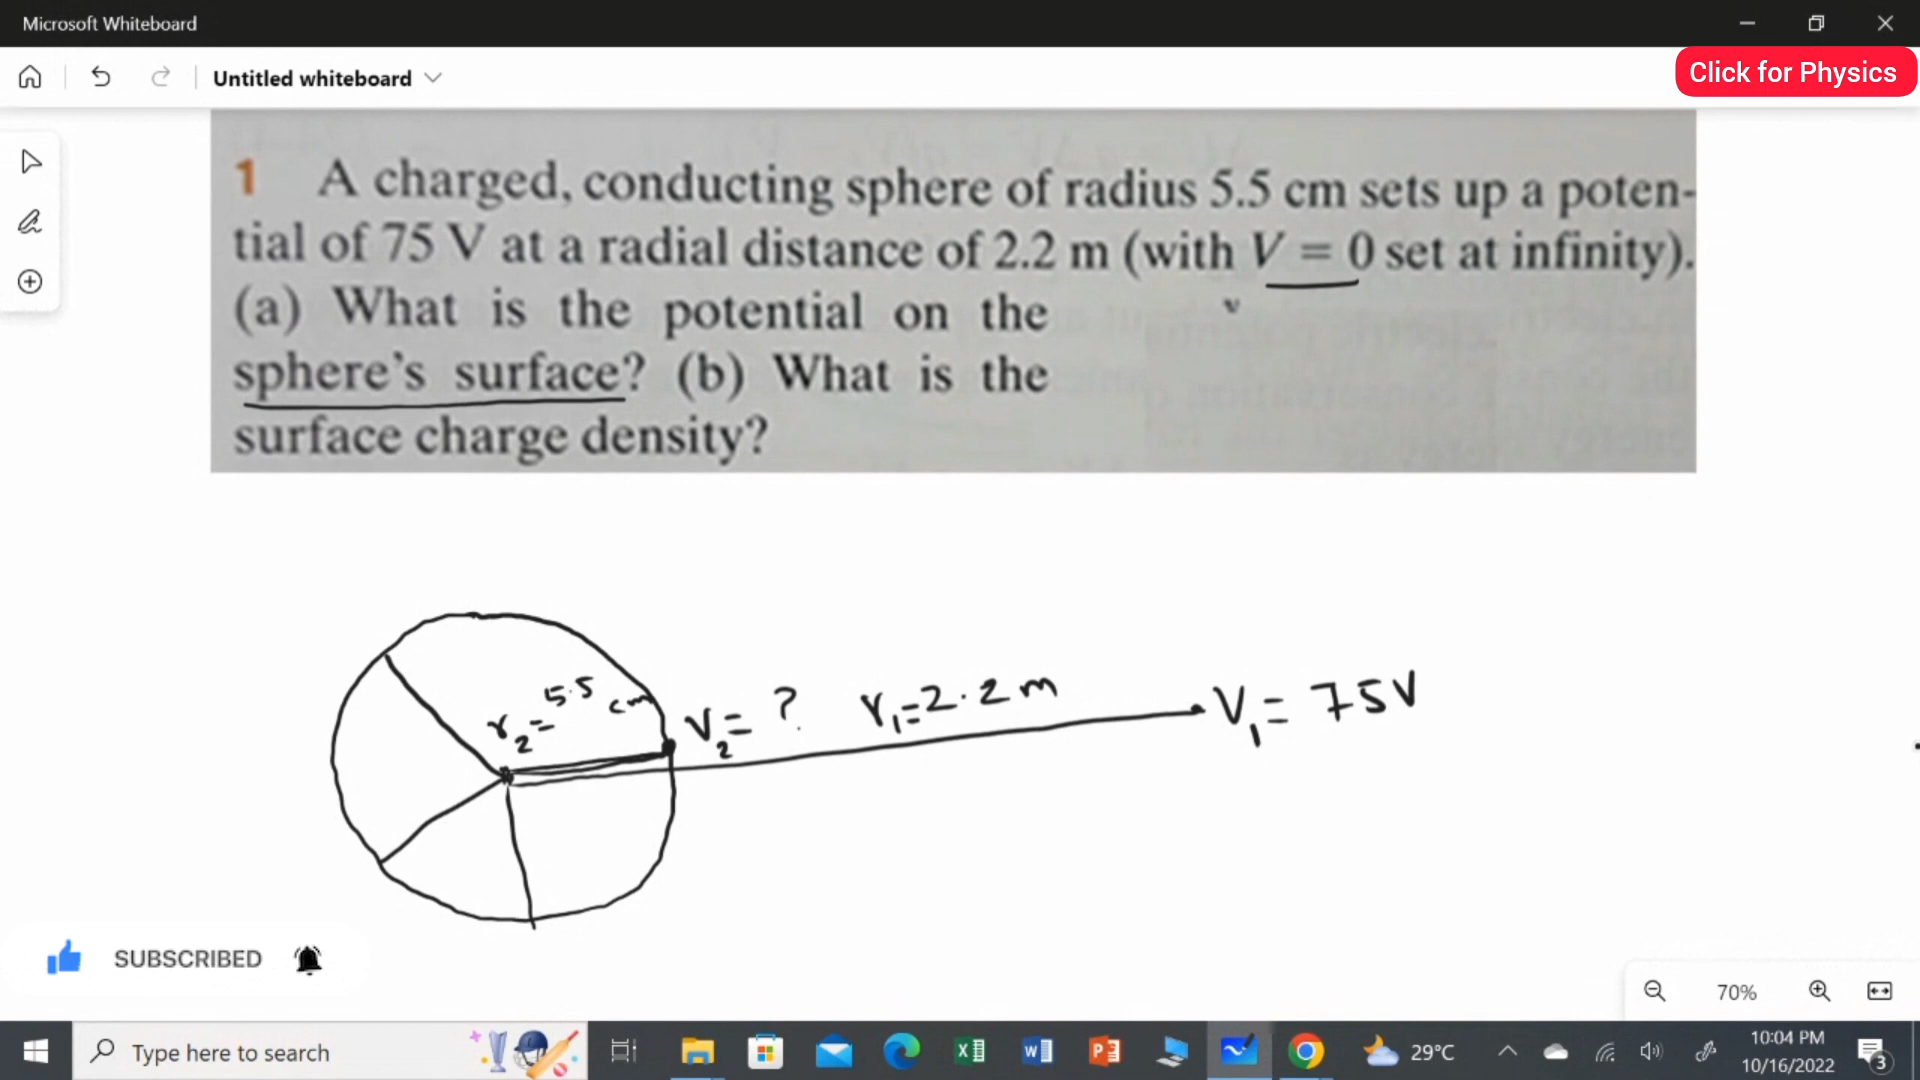 Microsoft Whiteboard
Untitled whiteboard
Click for Physics
1 A charged, conducting sphere of radius 5.5 cm sets up a poten-
tial of 75 V at a radial distance of 2.2 m (with V = 0 set at infinity).
(a) What is the potential on the
sphere's surface? (b) What is the
surface charge density?
r₂= 5.5 cm
V₂= ?
r₁=2.2 m
V₁= 75V
SUBSCRIBED
70%
Type here to search
29°C
10:04 PM
10/16/2022
3